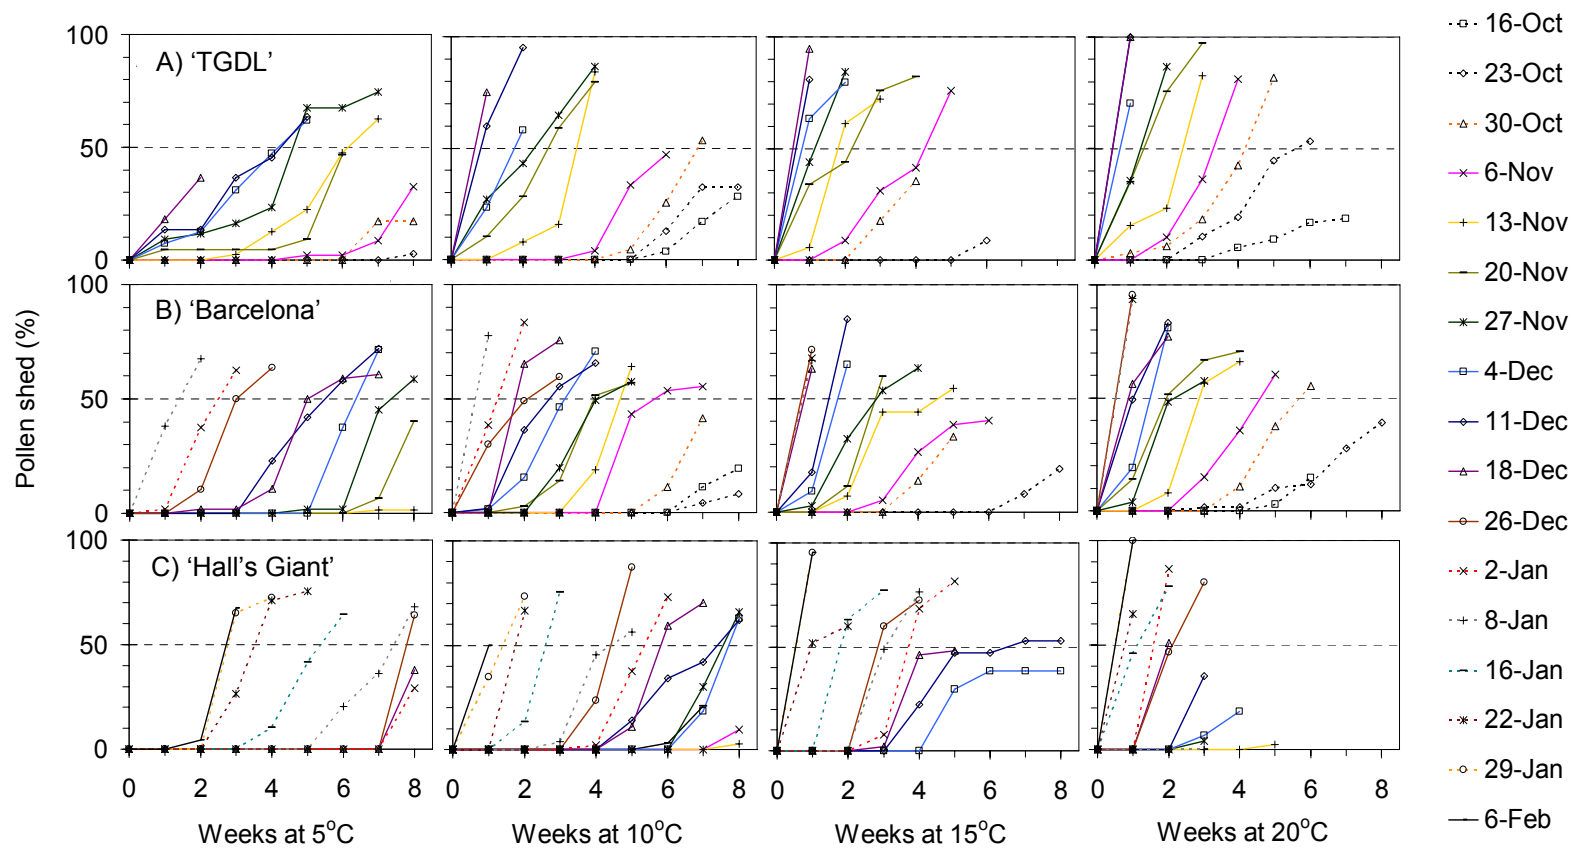 A) ‘TGDL’
B) ‘Barcelona’
C) ‘Hall’s Giant’
Pollen shed (%)
100
50
0
100
50
0
100
50
0
0 2 4 6 8
0 2 4 6 8
0 2 4 6 8
0 2 4 6 8
Weeks at 5°C
Weeks at 10°C
Weeks at 15°C
Weeks at 20°C
16-Oct
23-Oct
30-Oct
6-Nov
13-Nov
20-Nov
27-Nov
4-Dec
11-Dec
18-Dec
26-Dec
2-Jan
8-Jan
16-Jan
22-Jan
29-Jan
6-Feb